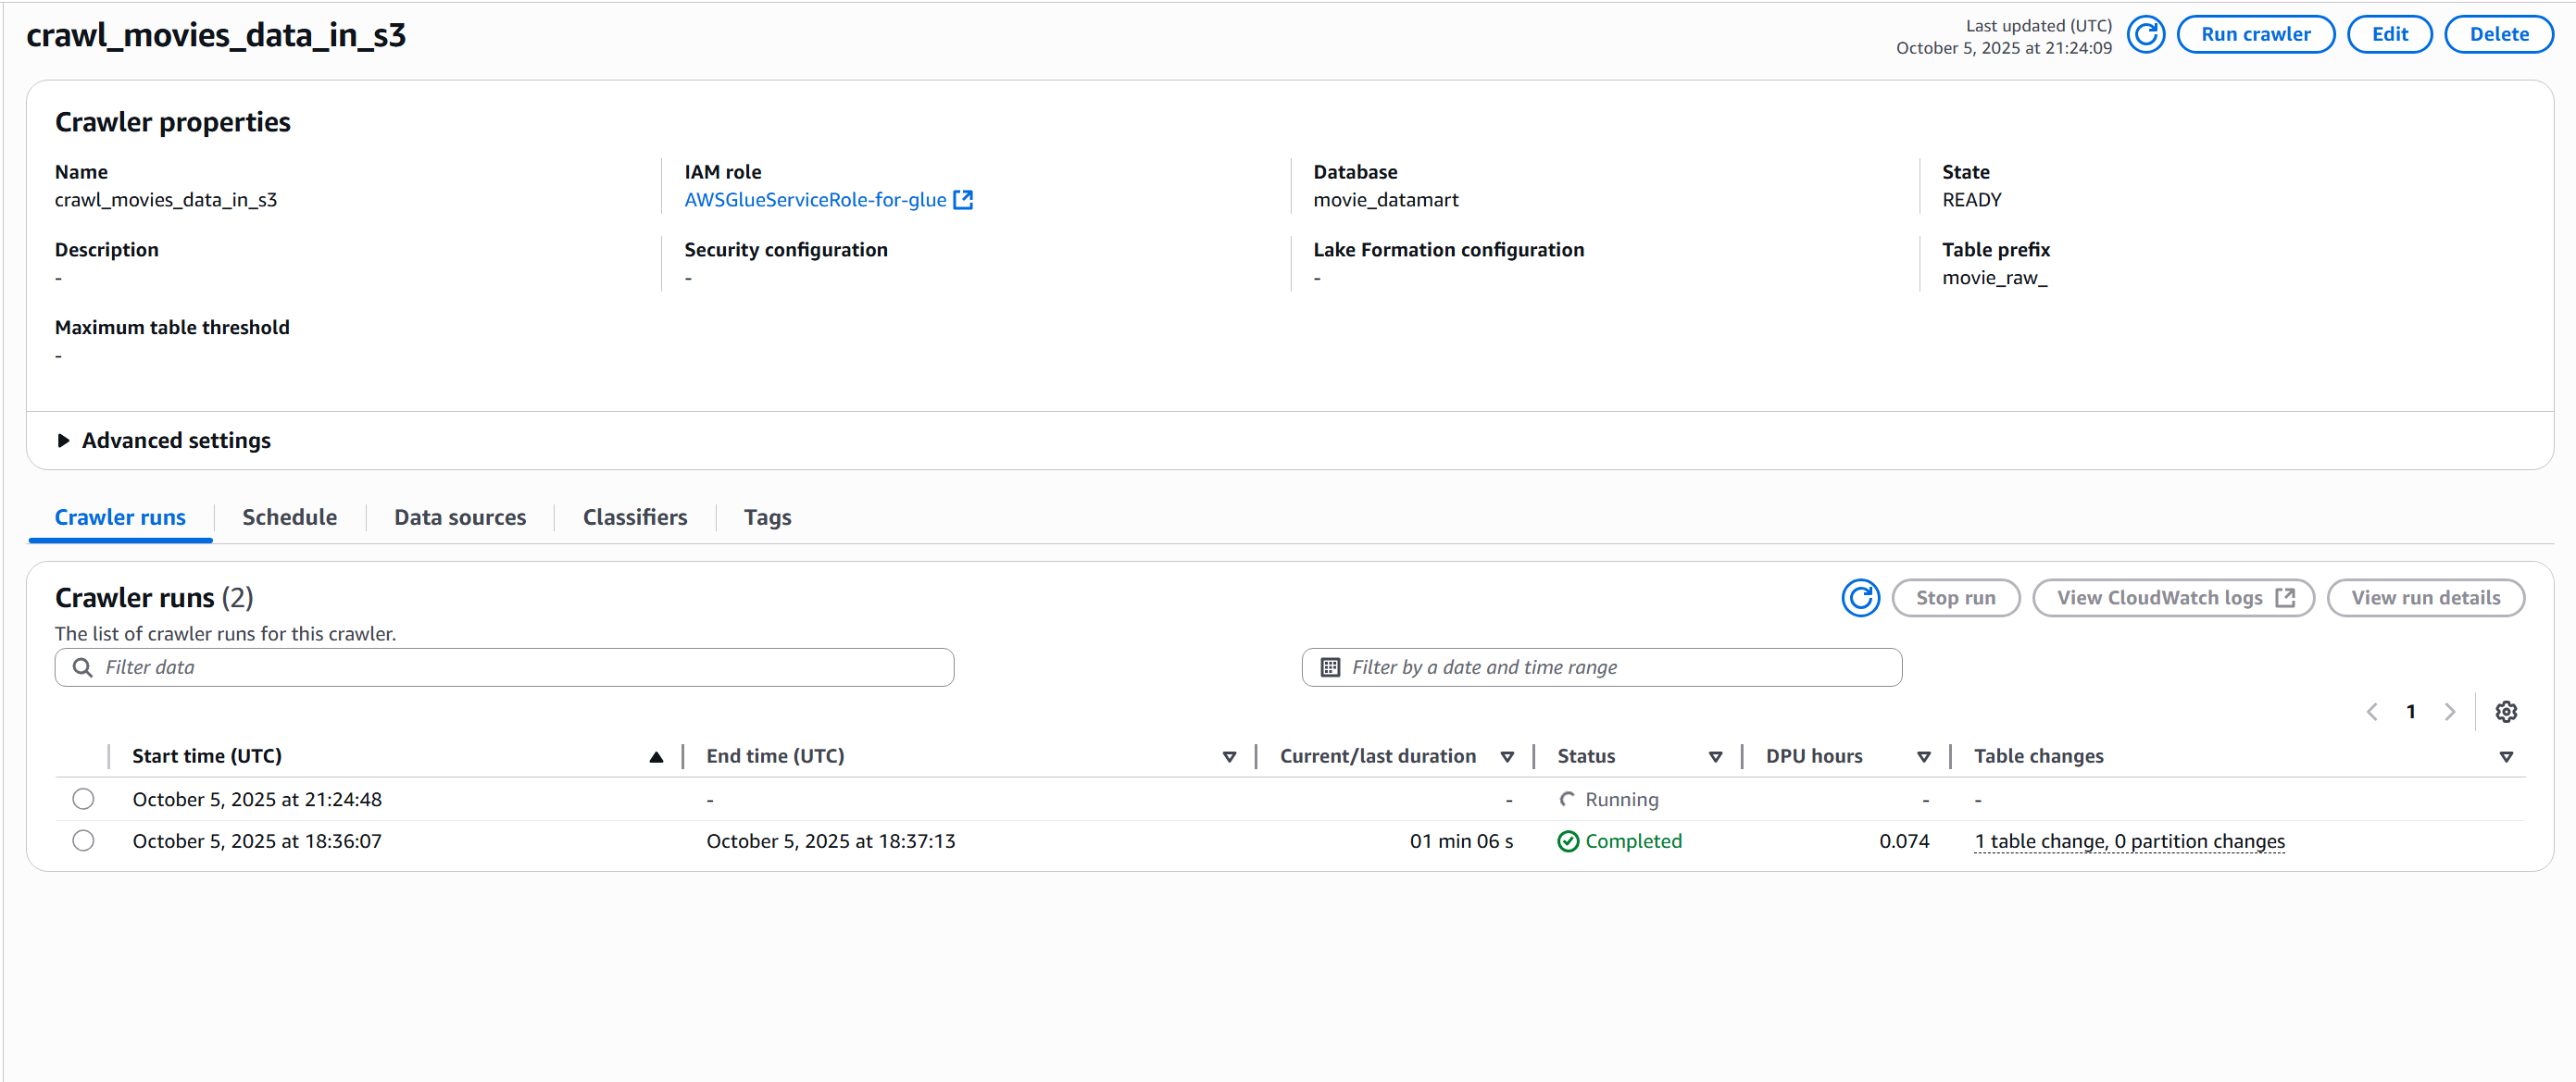 crawl_movies_data_in_s3
Last updated (UTC)
October 5, 2025 at 21:24:09
Run crawler
Edit
Delete
Crawler properties
Name
crawl_movies_data_in_s3
IAM role
AWSGlueServiceRole-for-glue
Database
movie_datamart
State
READY
Description
-
Security configuration
-
Lake Formation configuration
-
Table prefix
movie_raw_
Maximum table threshold
-
Advanced settings
Crawler runs
Schedule
Data sources
Classifiers
Tags
Crawler runs (2)
The list of crawler runs for this crawler.
Stop run
View CloudWatch logs
View run details
Filter data
Filter by a date and time range
1
Start time (UTC) End time (UTC) Current/last duration Status DPU hours Table changes
October 5, 2025 at 21:24:48 - - Running - -
October 5, 2025 at 18:36:07 October 5, 2025 at 18:37:13 01 min 06 s Completed 0.074 1 table change, 0 partition changes